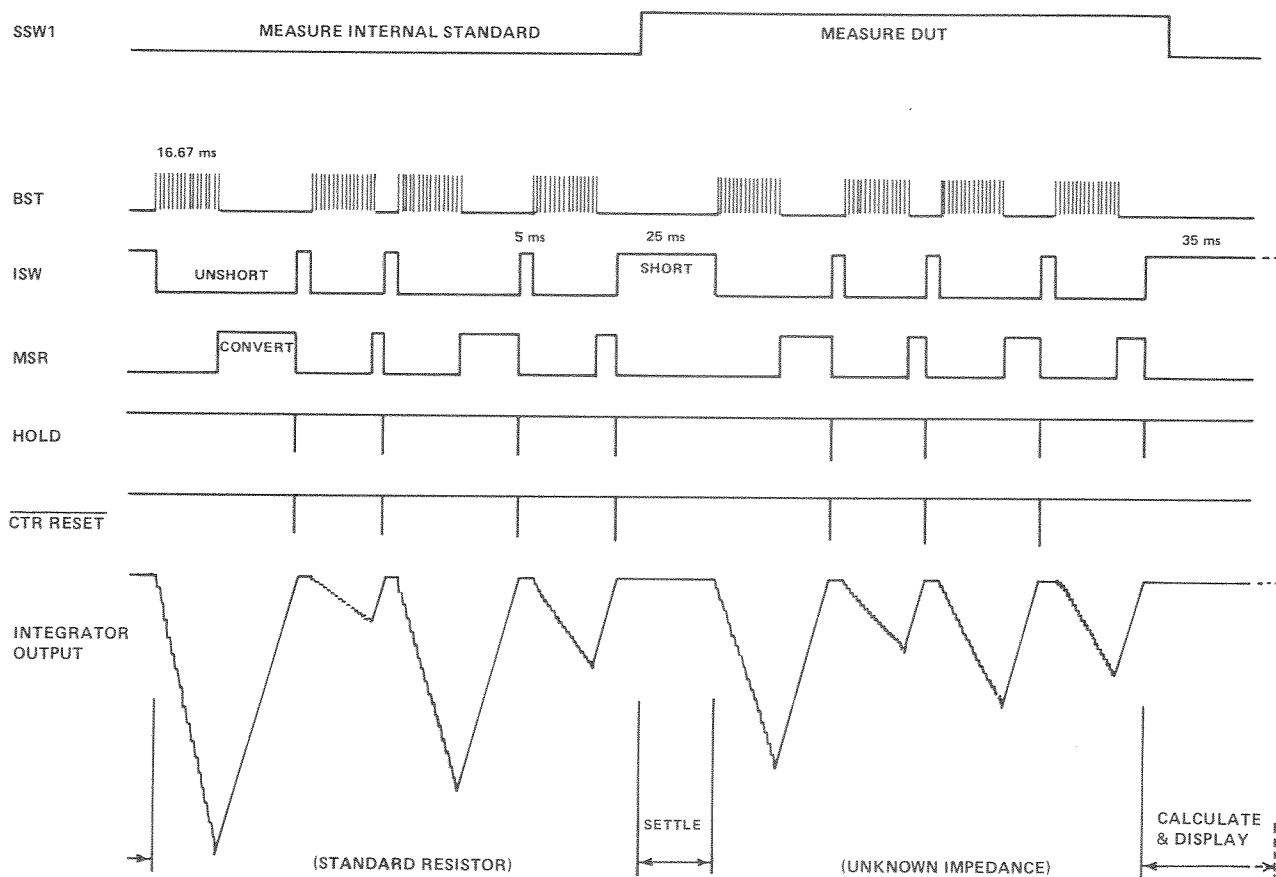 SSW1
MEASURE INTERNAL STANDARD
MEASURE DUT
16.67 ms
BST
5 ms
25 ms
35 ms
ISW
UNSHORT
SHORT
MSR
CONVERT
HOLD
CTR RESET
INTEGRATOR
OUTPUT
SETTLE
CALCULATE
& DISPLAY
(STANDARD RESISTOR)
(UNKNOWN IMPEDANCE)